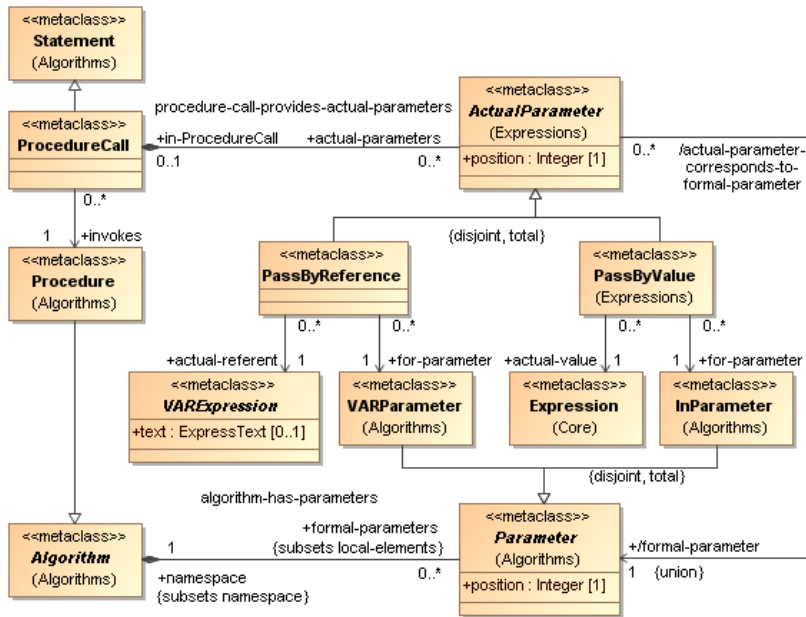 <<metaclass>>
Statement
(Algorithms)
<<metaclass>>
ProcedureCall
procedure-call-provides-actual-parameters
+in-ProcedureCall
+actual-parameters
0..1
0..*
<<metaclass>>
ActualParameter
(Expressions)
+position : Integer [1]
0..*
/actual-parameter-
corresponds-to-
formal-parameter
0..*
1
+invokes
{disjoint, total}
<<metaclass>>
Procedure
(Algorithms)
<<metaclass>>
PassByReference
<<metaclass>>
PassByValue
(Expressions)
0..*
0..*
0..*
0..*
+actual-referent
1
1
+for-parameter
+actual-value
1
1
+for-parameter
<<metaclass>>
VARExpression
+text : ExpressText [0..1]
<<metaclass>>
VARParameter
(Algorithms)
<<metaclass>>
Expression
(Core)
<<metaclass>>
InParameter
(Algorithms)
{disjoint, total}
algorithm-has-parameters
<<metaclass>>
Algorithm
(Algorithms)
1
+formal-parameters
{subsets local-elements}
+namespace
{subsets namespace}
0..*
<<metaclass>>
Parameter
(Algorithms)
+position : Integer [1]
+/formal-parameter
1
{union}